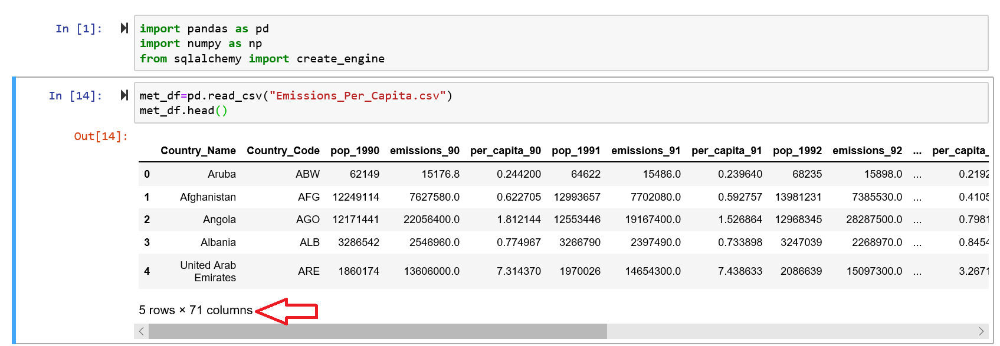 In [1]:
import pandas as pd
import numpy as np
from sqlalchemy import create_engine
In [14]:
met_df=pd.read_csv("Emissions_Per_Capita.csv")
met_df.head()
Out[14]:
Country_Name Country_Code pop_1990 emissions_90 per_capita_90 pop_1991 emissions_91 per_capita_91 pop_1992 emissions_92 ... per_capita_
0 Aruba ABW 62149 15176.8 0.244200 64622 15486.0 0.239640 68235 15898.0 ... 0.2192
1 Afghanistan AFG 12249114 7627580.0 0.622705 12993657 7702080.0 0.592757 13981231 7385530.0 ... 0.4105
2 Angola AGO 12171441 22056400.0 1.812144 12553446 19167400.0 1.526864 12968345 28287500.0 ... 0.7981
3 Albania ALB 3286542 2546960.0 0.774967 3266790 2397490.0 0.733898 3247039 2268970.0 ... 0.8454
4 United Arab Emirates ARE 1860174 13606000.0 7.314370 1970026 14654300.0 7.438633 2086639 15097300.0 ... 3.2671
5 rows × 71 columns